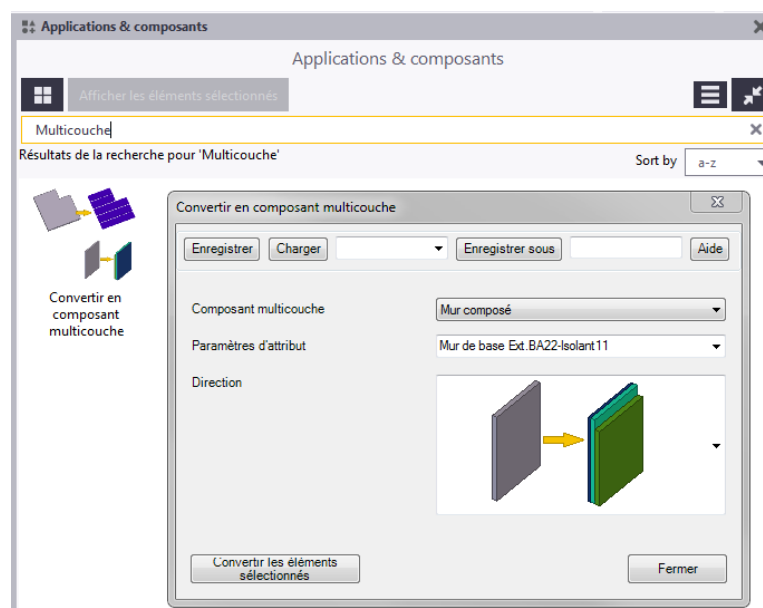 Applications & composants
Applications & composants
Afficher les éléments sélectionnés
Multicouche
Résultats de la recherche pour 'Multicouche'
Sort by a-z
Convertir en
composant
multicouche
Convertir en composant multicouche
Enregistrer Charger Enregistrer sous Aide
Composant multicouche Mur composé
Paramètres d'attribut Mur de base Ext.BA22-Isolant11
Direction
Convertir les éléments
sélectionnés
Fermer